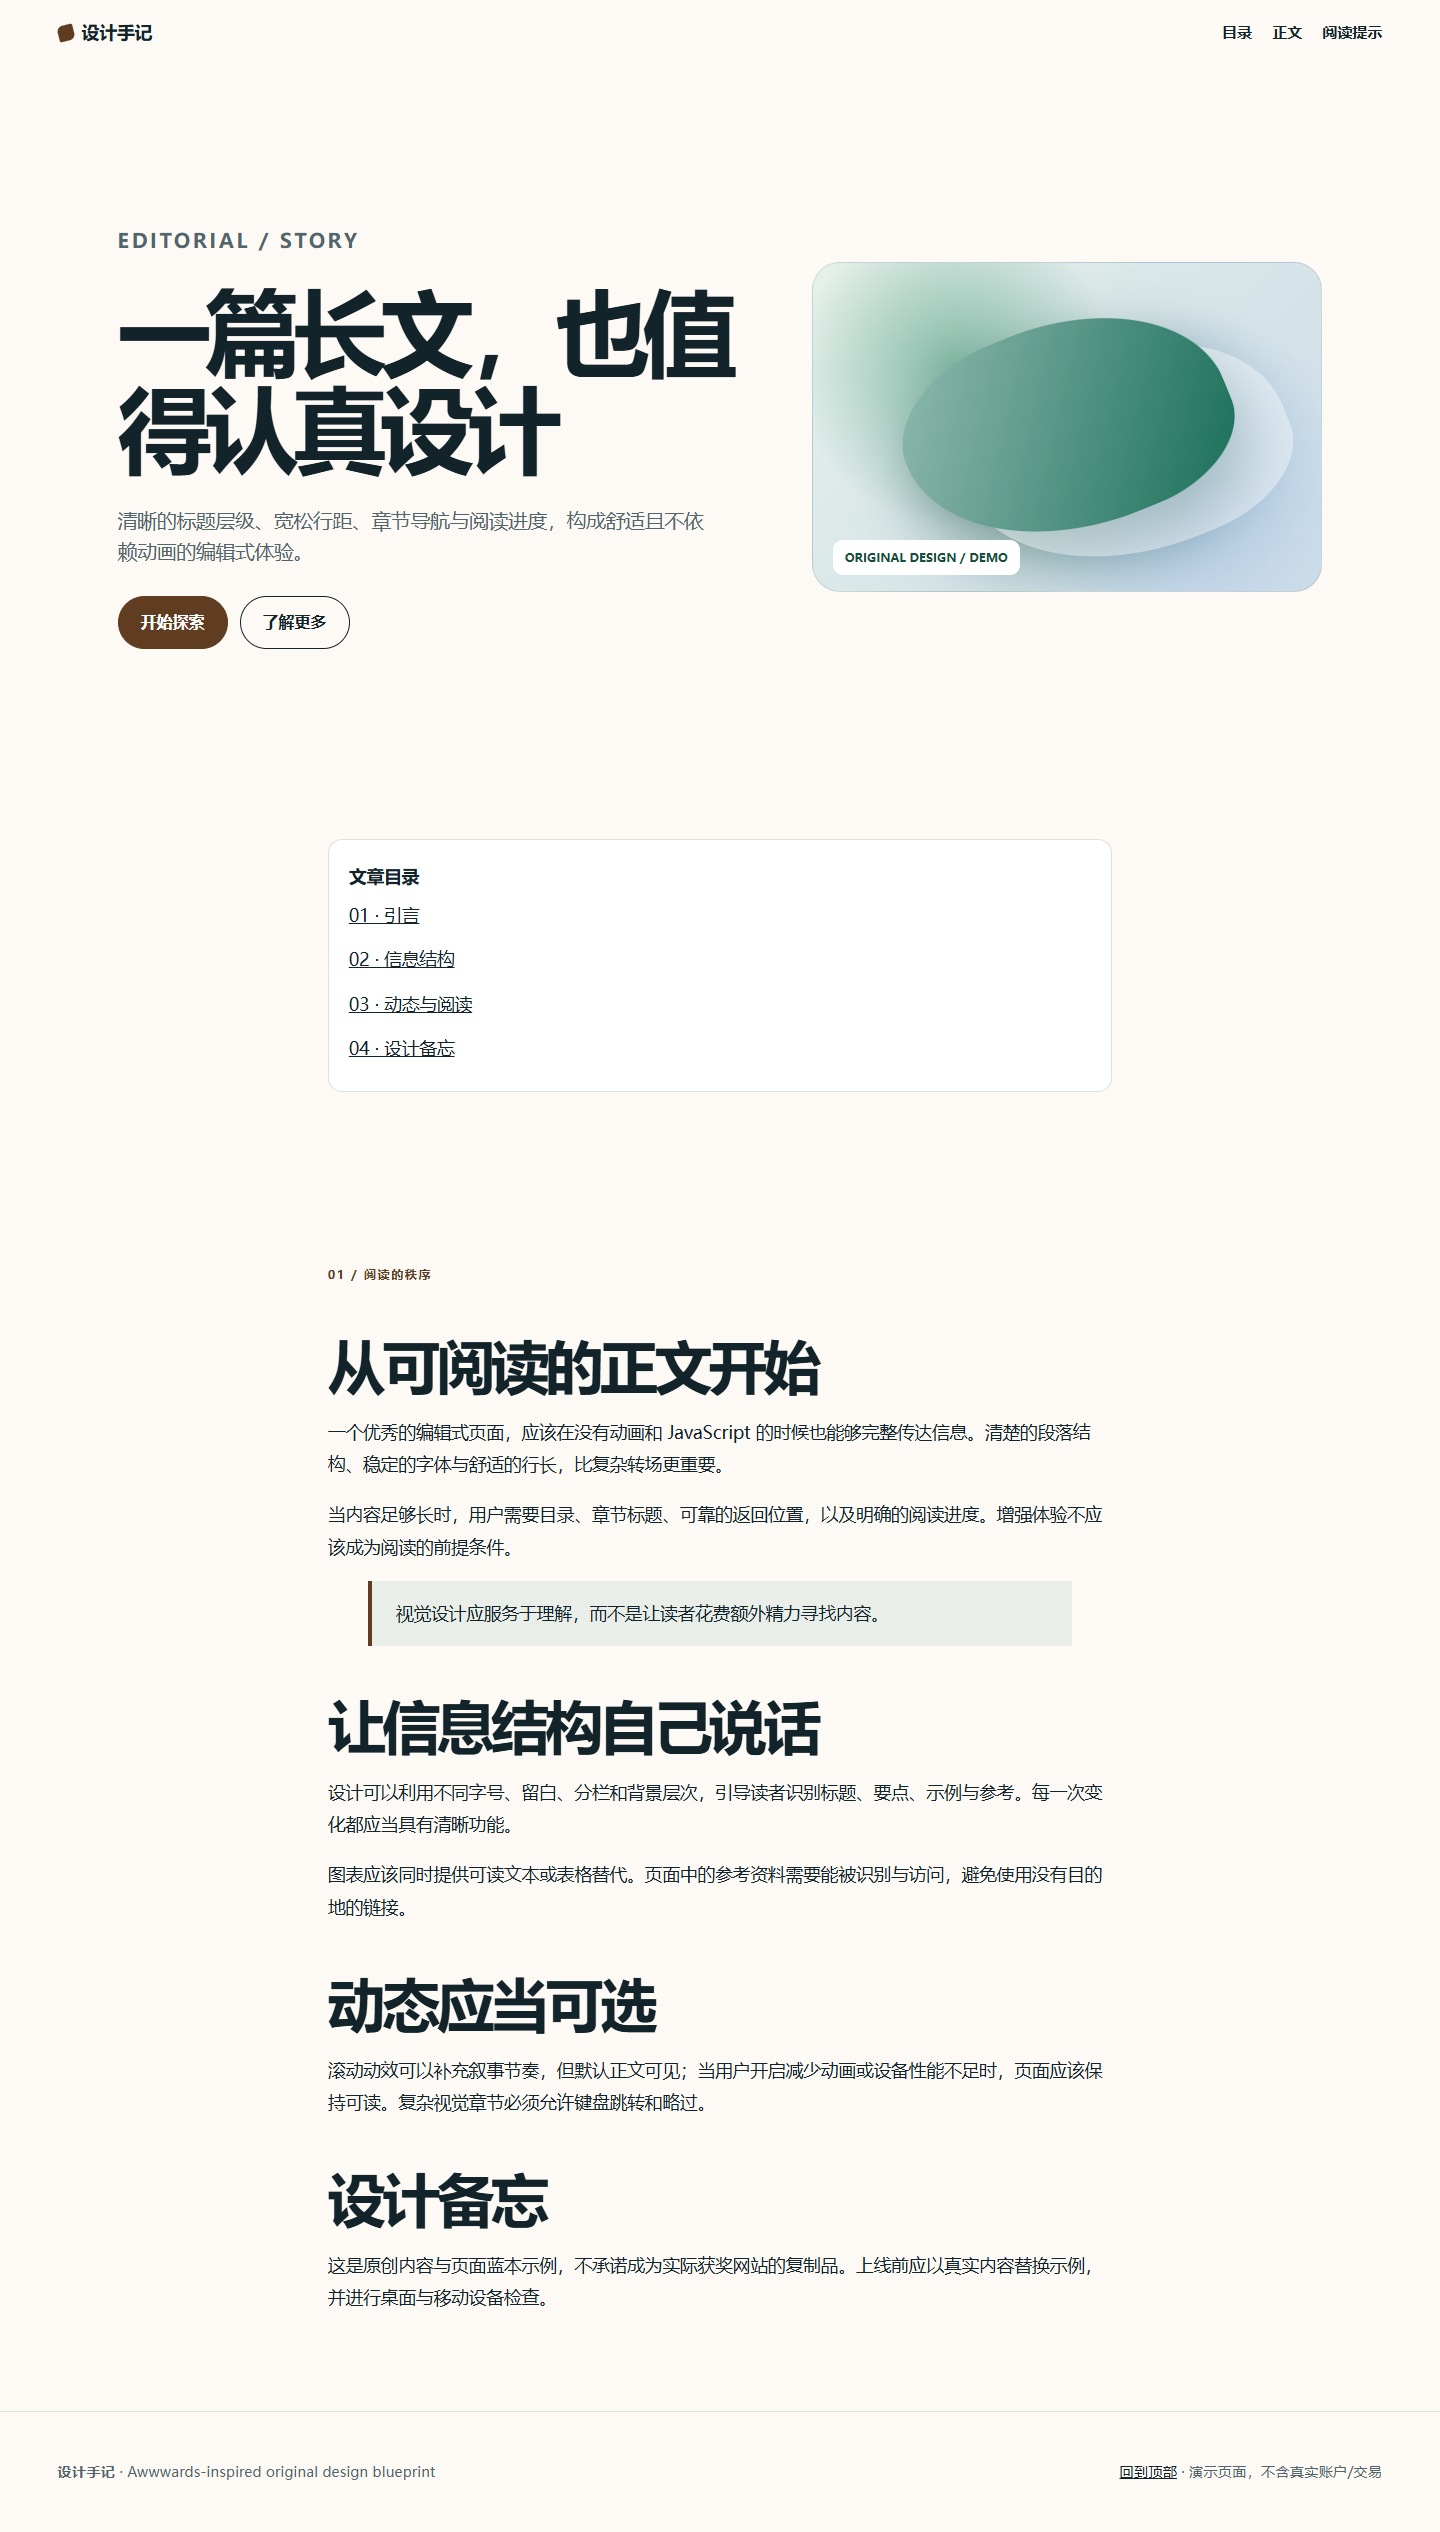 设计手记
目录 正文 阅读提示
EDITORIAL / STORY
一篇长文，也值
得认真设计
清晰的标题层级、宽松行距、章节导航与阅读进度，构成舒适且不依
赖动画的编辑式体验。
开始探索 了解更多
ORIGINAL DESIGN / DEMO
文章目录
01 · 引言
02 · 信息结构
03 · 动态与阅读
04 · 设计备忘
01 / 阅读的秩序
从可阅读的正文开始
一个优秀的编辑式页面，应该在没有动画和 JavaScript 的时候也能够完整传达信息。清楚的段落结
构、稳定的字体与舒适的行长，比复杂转场更重要。
当内容足够长时，用户需要目录、章节标题、可靠的返回位置，以及明确的阅读进度。增强体验不应
该成为阅读的前提条件。
视觉设计应服务于理解，而不是让读者花费额外精力寻找内容。
让信息结构自己说话
设计可以利用不同字号、留白、分栏和背景层次，引导读者识别标题、要点、示例与参考。每一次变
化都应当具有清晰功能。
图表应该同时提供可读文本或表格替代。页面中的参考资料需要能被识别与访问，避免使用没有目的
地的链接。
动态应当可选
滚动动效可以补充叙事节奏，但默认正文可见；当用户开启减少动画或设备性能不足时，页面应该保
持可读。复杂视觉章节必须允许键盘跳转和略过。
设计备忘
这是原创内容与页面蓝本示例，不承诺成为实际获奖网站的复制品。上线前应以真实内容替换示例，
并进行桌面与移动设备检查。
设计手记 · Awwwards-inspired original design blueprint
回到顶部 · 演示页面，不含真实账户/交易